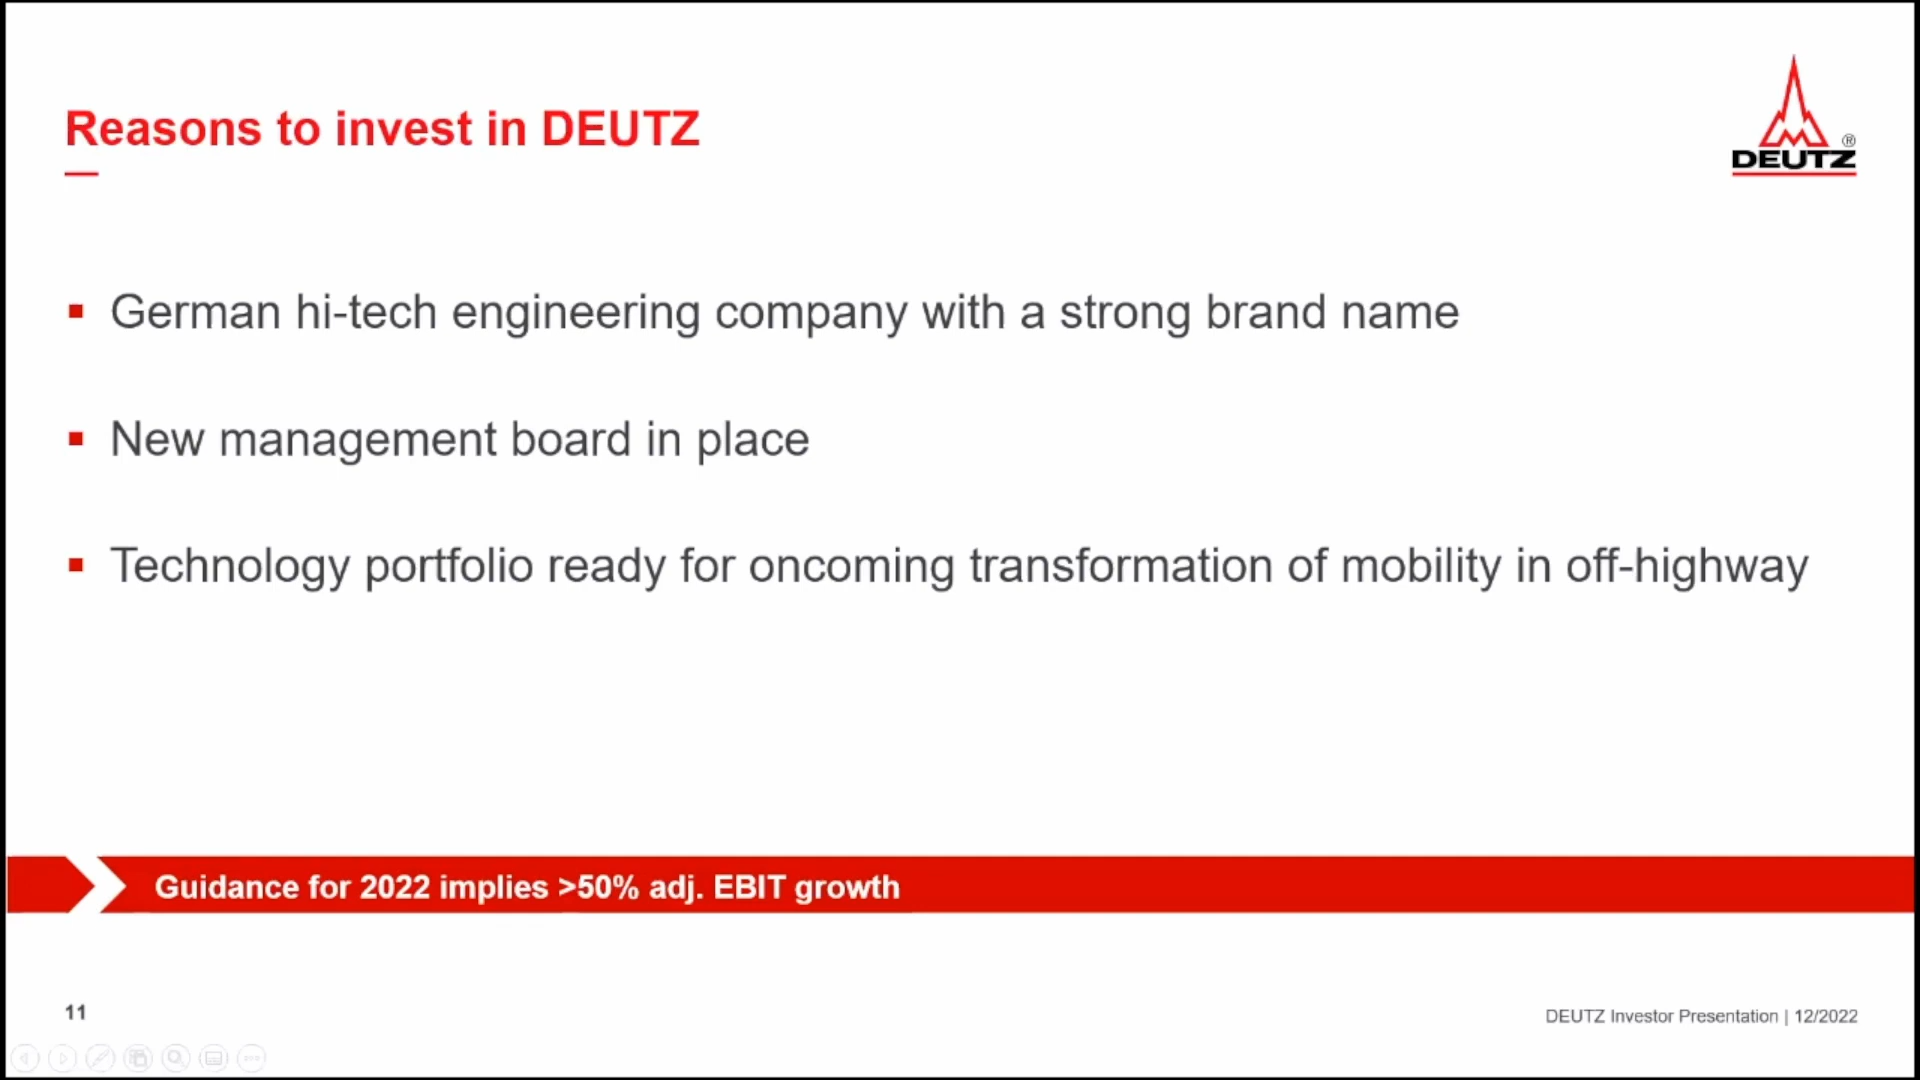 Reasons to invest in DEUTZ
®
DEUTZ
▪ German hi-tech engineering company with a strong brand name
▪ New management board in place
▪ Technology portfolio ready for oncoming transformation of mobility in off-highway
Guidance for 2022 implies >50% adj. EBIT growth
11
DEUTZ Investor Presentation | 12/2022